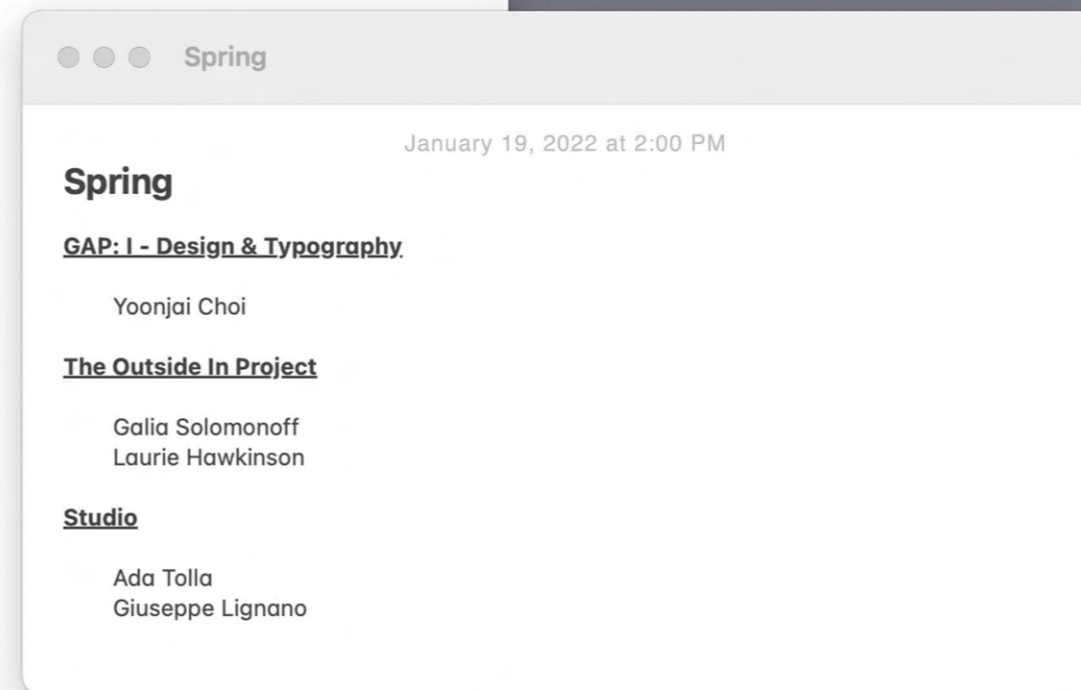 Spring
January 19, 2022 at 2:00 PM
Spring
GAP: I - Design & Typography
Yoonjai Choi
The Outside In Project
Galia Solomonoff
Laurie Hawkinson
Studio
Ada Tolla
Giuseppe Lignano